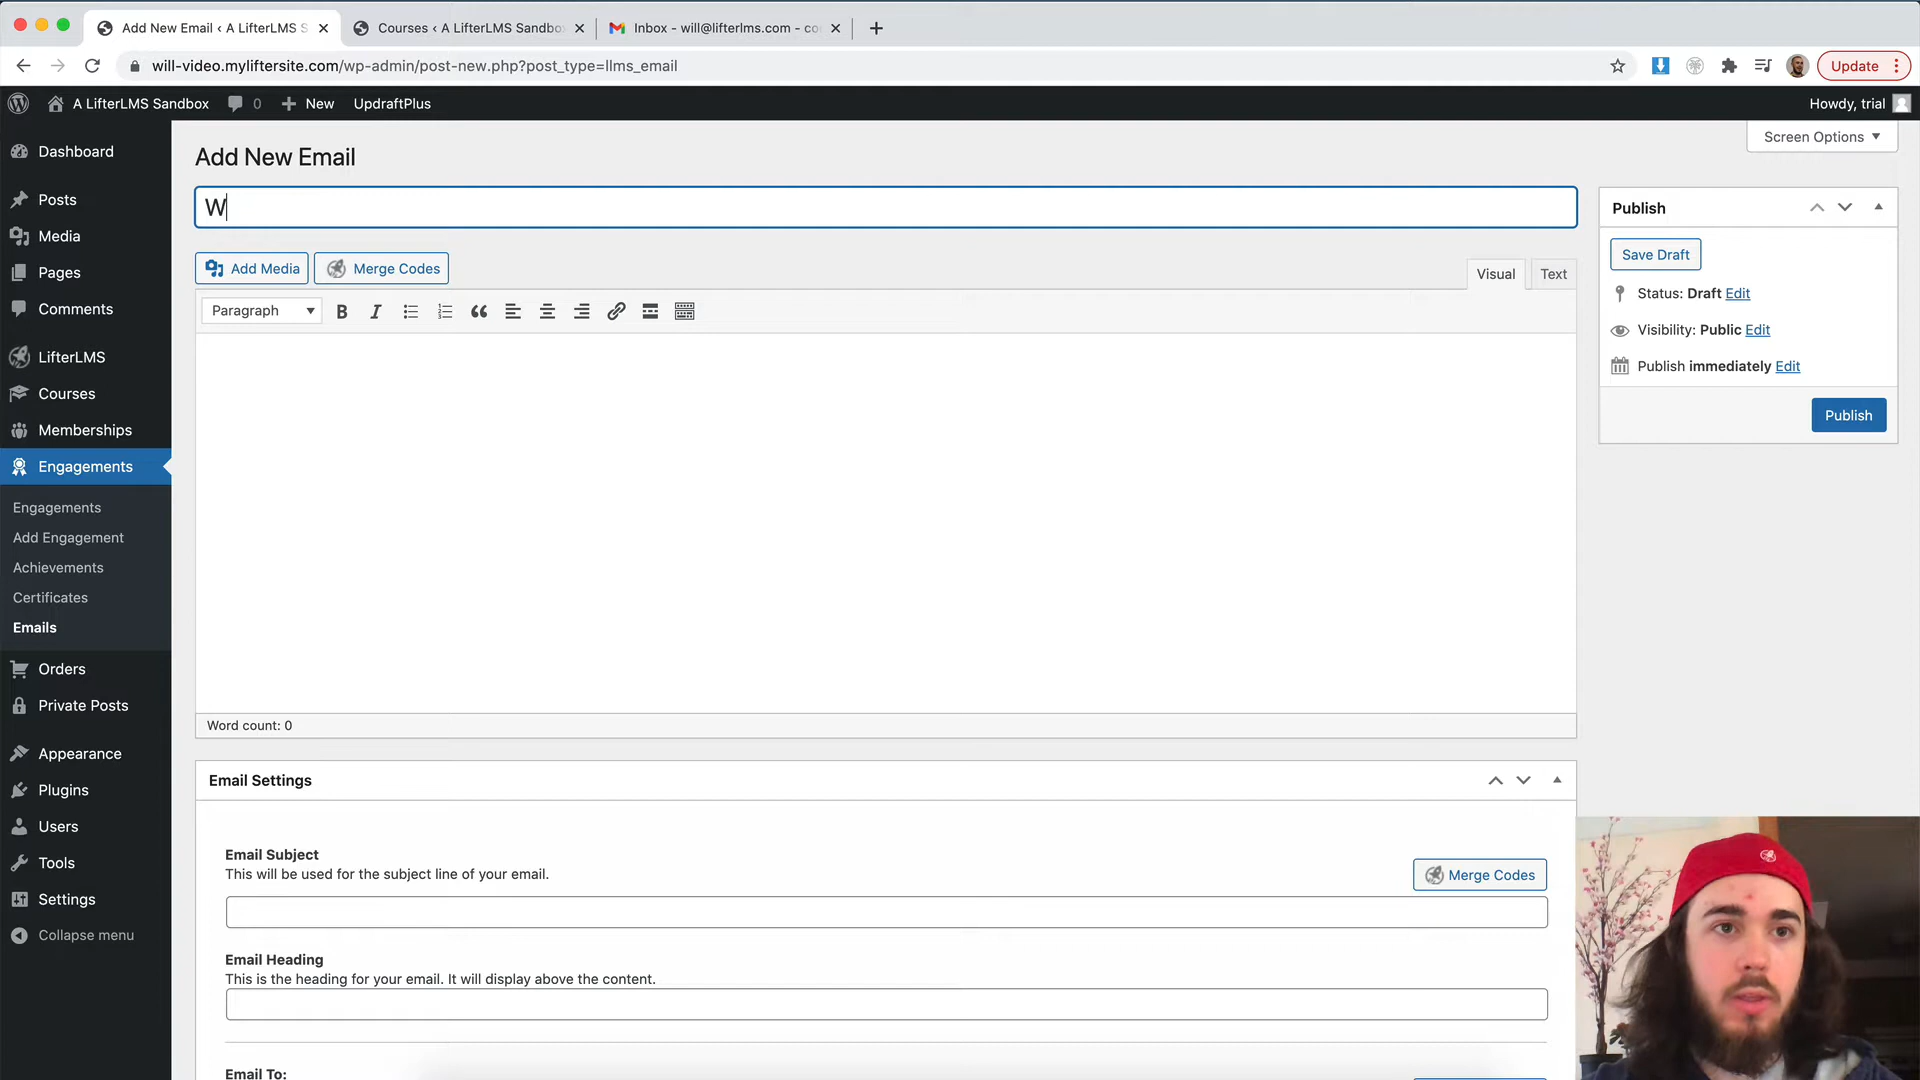 Add New Email ‹ A LifterLMS S
Courses ‹ A LifterLMS Sandbo
Inbox - will@lifterlms.com - co
will-video.myliftersite.com/wp-admin/post-new.php?post_type=llms_email
Update
A LifterLMS Sandbox
0
New
UpdraftPlus
Howdy, trial
Screen Options
Dashboard
Posts
Media
Pages
Comments
LifterLMS
Courses
Memberships
Engagements
Engagements
Add Engagement
Achievements
Certificates
Emails
Orders
Private Posts
Appearance
Plugins
Users
Tools
Settings
Collapse menu
Add New Email
W
Add Media
Merge Codes
Visual
Text
Paragraph
Word count: 0
Email Settings
Email Subject
This will be used for the subject line of your email.
Merge Codes
Email Heading
This is the heading for your email. It will display above the content.
Email To:
Publish
Save Draft
Status: Draft Edit
Visibility: Public Edit
Publish immediately Edit
Publish